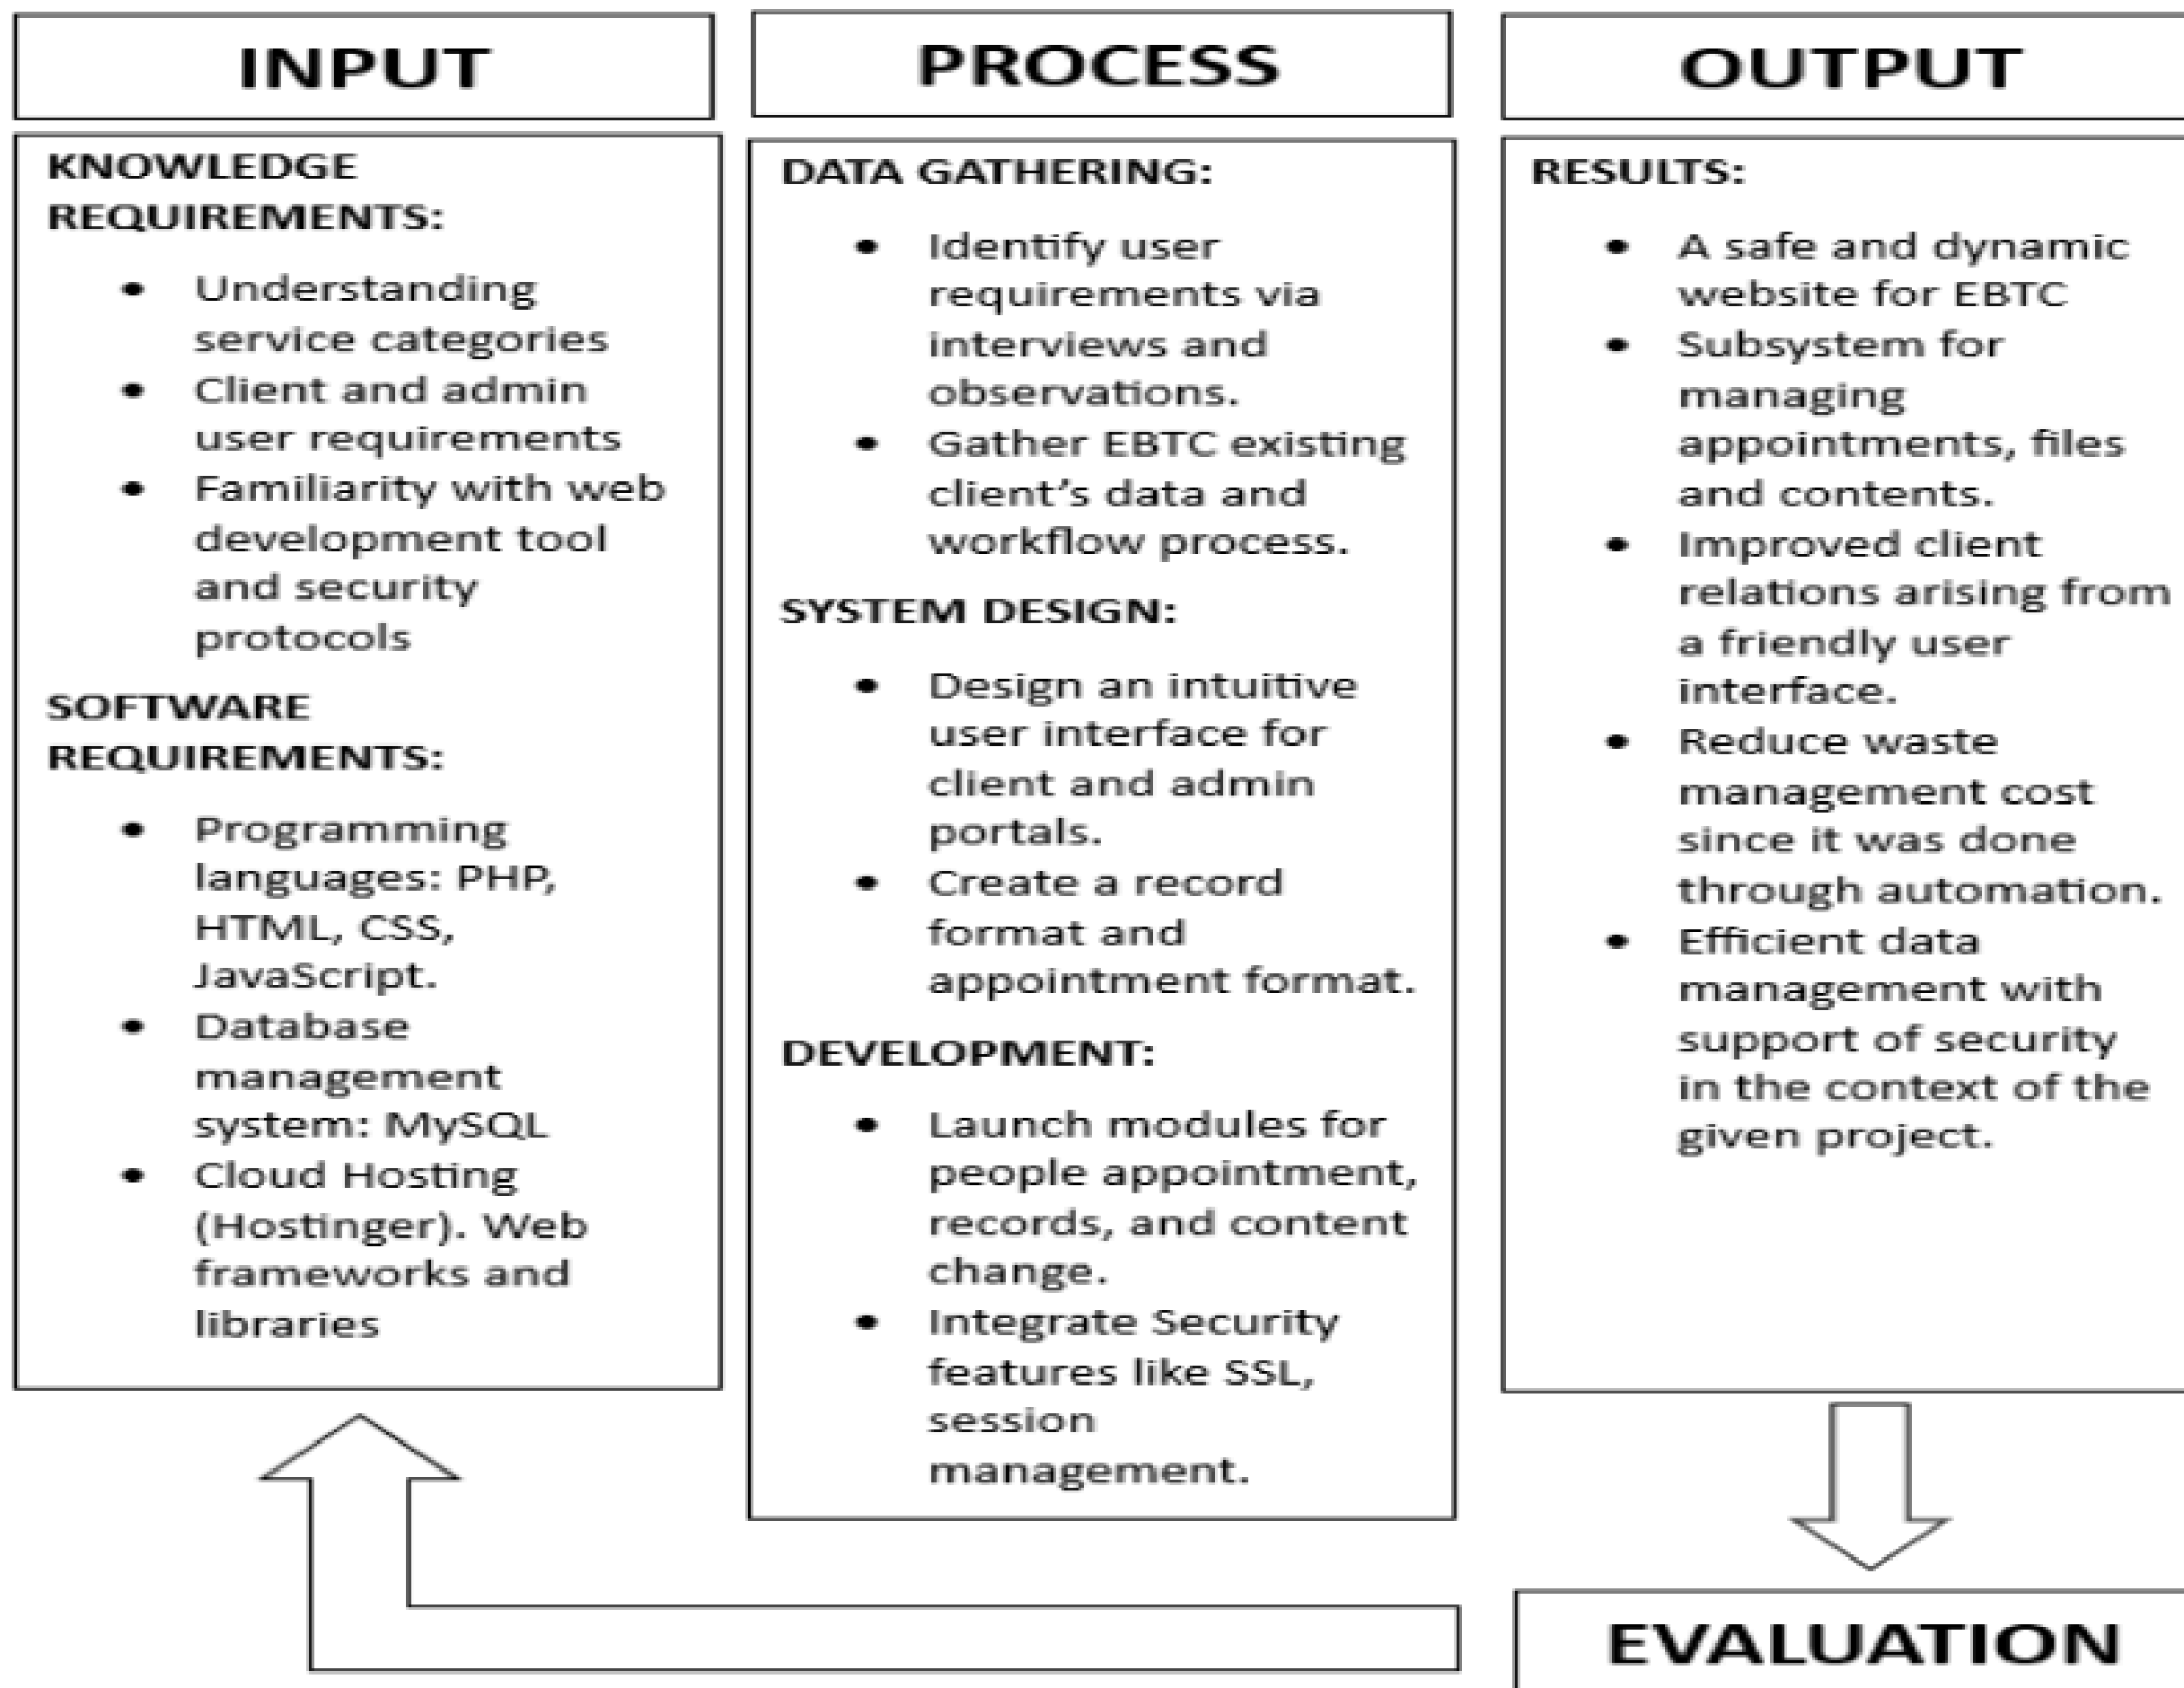 INPUT
KNOWLEDGE
REQUIREMENTS:
• Understanding
service categories
• Client and admin
user requirements
• Familiarity with web
development tool
and security
protocols
SOFTWARE
REQUIREMENTS:
• Programming
languages: PHP,
HTML, CSS,
JavaScript.
• Database
management
system: MySQL
• Cloud Hosting
(Hostinger). Web
frameworks and
libraries
PROCESS
DATA GATHERING:
• Identify user
requirements via
interviews and
observations.
• Gather EBTC existing
client’s data and
workflow process.
SYSTEM DESIGN:
• Design an intuitive
user interface for
client and admin
portals.
• Create a record
format and
appointment format.
DEVELOPMENT:
• Launch modules for
people appointment,
records, and content
change.
• Integrate Security
features like SSL,
session
management.
OUTPUT
RESULTS:
• A safe and dynamic
website for EBTC
• Subsystem for
managing
appointments, files
and contents.
• Improved client
relations arising from
a friendly user
interface.
• Reduce waste
management cost
since it was done
through automation.
• Efficient data
management with
support of security
in the context of the
given project.
EVALUATION